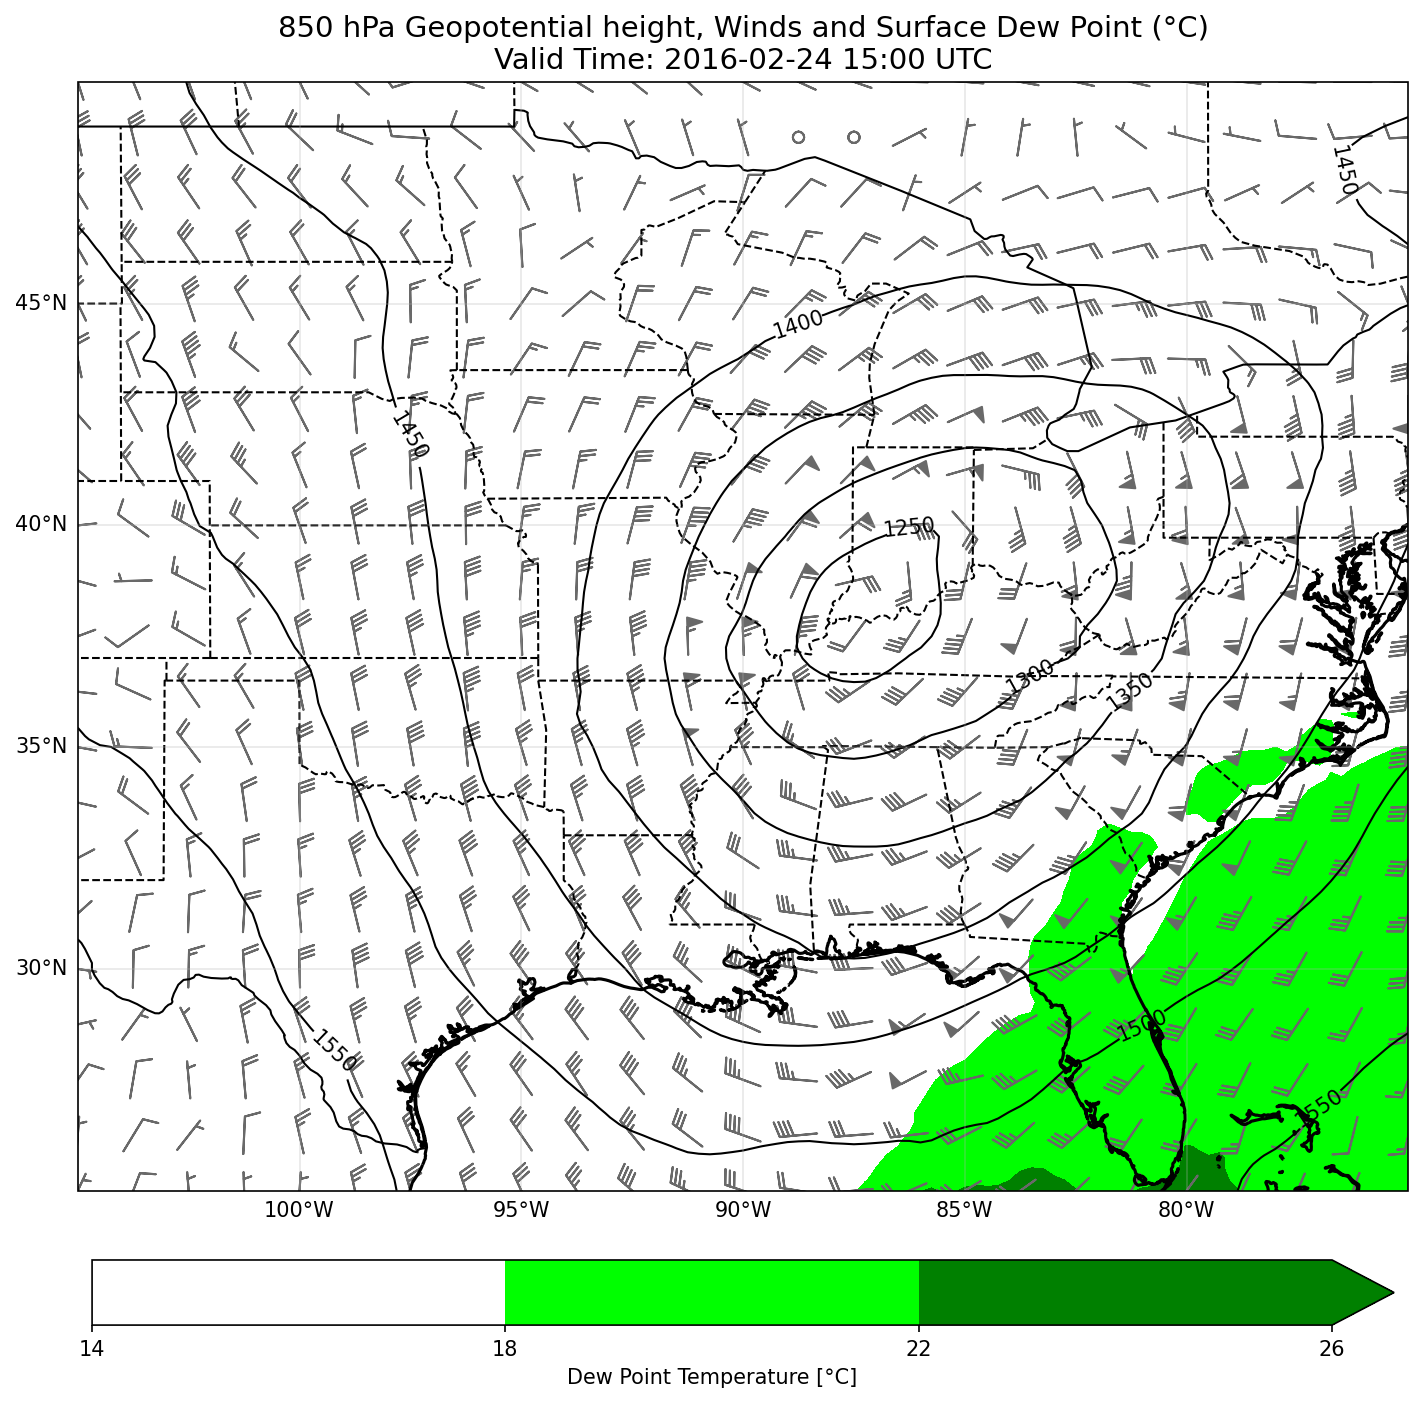 850 hPa Geopotential height, Winds and Surface Dew Point (°C)
Valid Time: 2016-02-24 15:00 UTC
1450
1400
45°N
1450
1250
40°N
1300
1350
35°N
30°N
1500
1550
1550
100°W 95°W 90°W 85°W 80°W
14 18 22 26
Dew Point Temperature [°C]